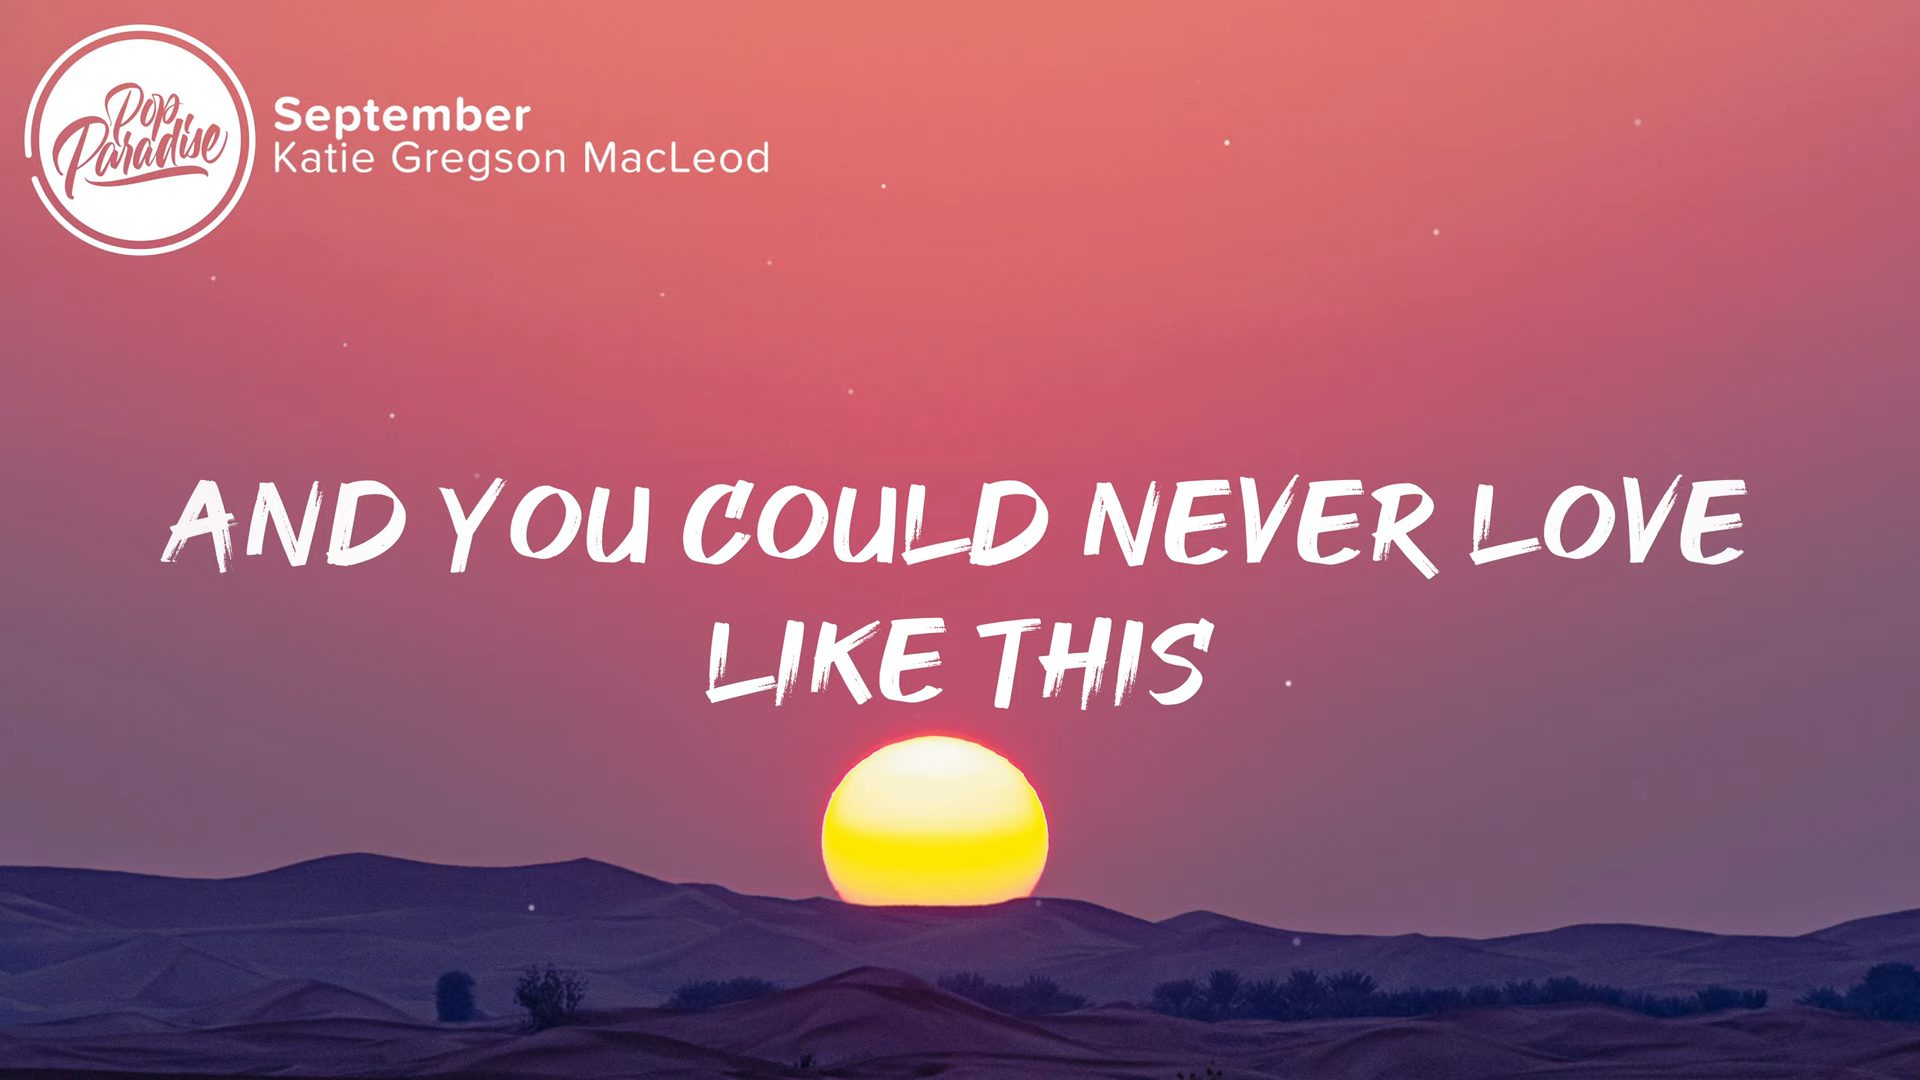 Pop
Paradise
September
Katie Gregson MacLeod
AND YOU COULD NEVER LOVE
LIKE THIS